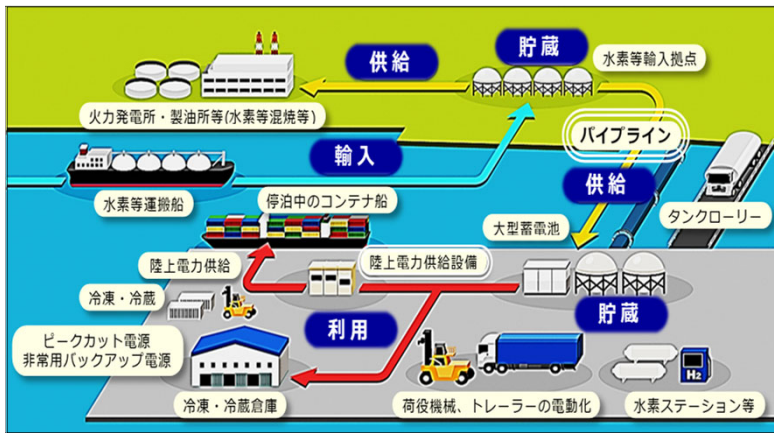 貯蔵
供給
水素等輸入拠点
火力発電所・製油所等(水素等混焼等)
パイプライン
輸入
供給
水素等運搬船
停泊中のコンテナ船
タンクローリー
大型蓄電池
陸上電力供給
陸上電力供給設備
冷凍・冷蔵
貯蔵
利用
ピークカット電源
非常用バックアップ電源
H2
冷凍・冷蔵倉庫
荷役機械、トレーラーの電動化
水素ステーション等